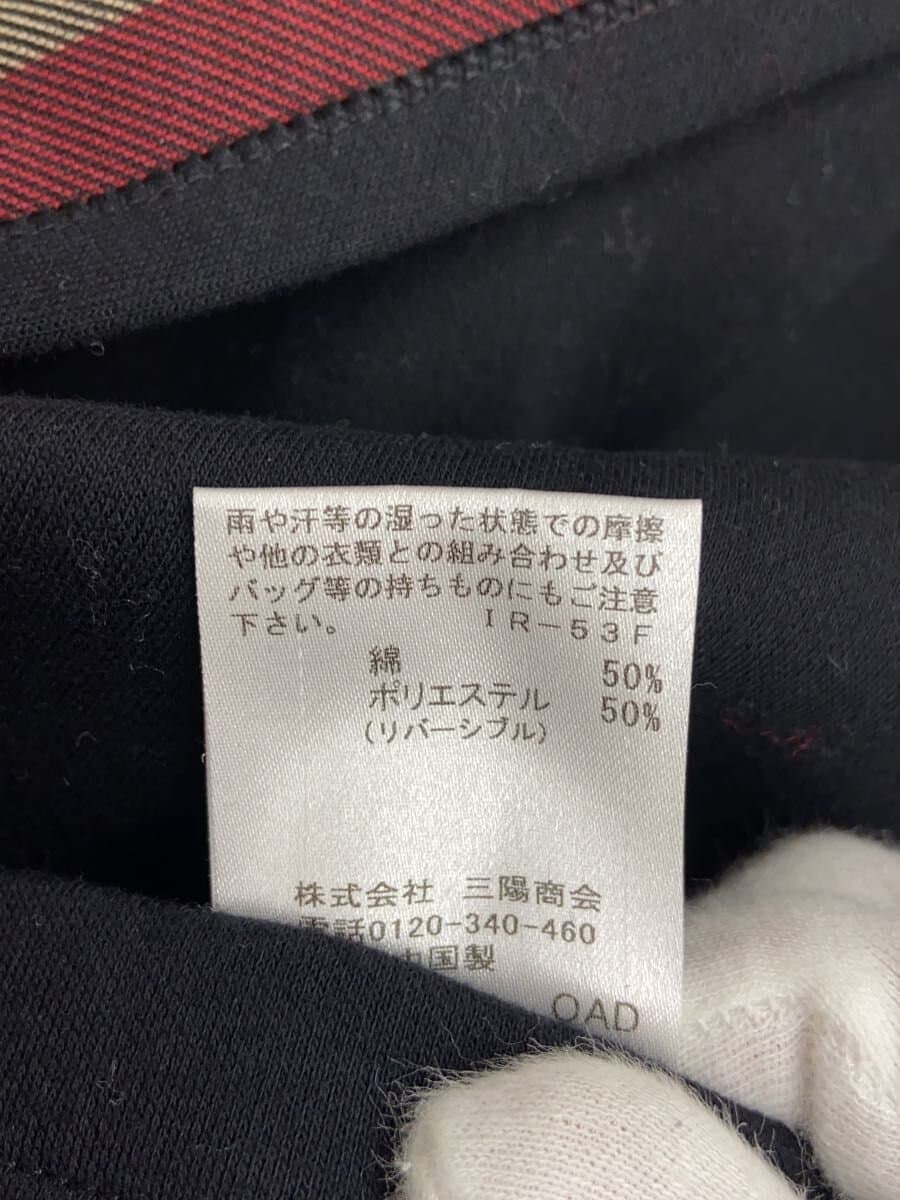 雨や汗等の湿った状態での摩擦
や他の衣類との組み合わせ及び
バッグ等の持ちものにもご注意
下さい。 IR-53F
綿 50%
ポリエステル 50%
(リバーシブル)
株式会社 三陽商会
電話0120-340-460
中国製
OAD